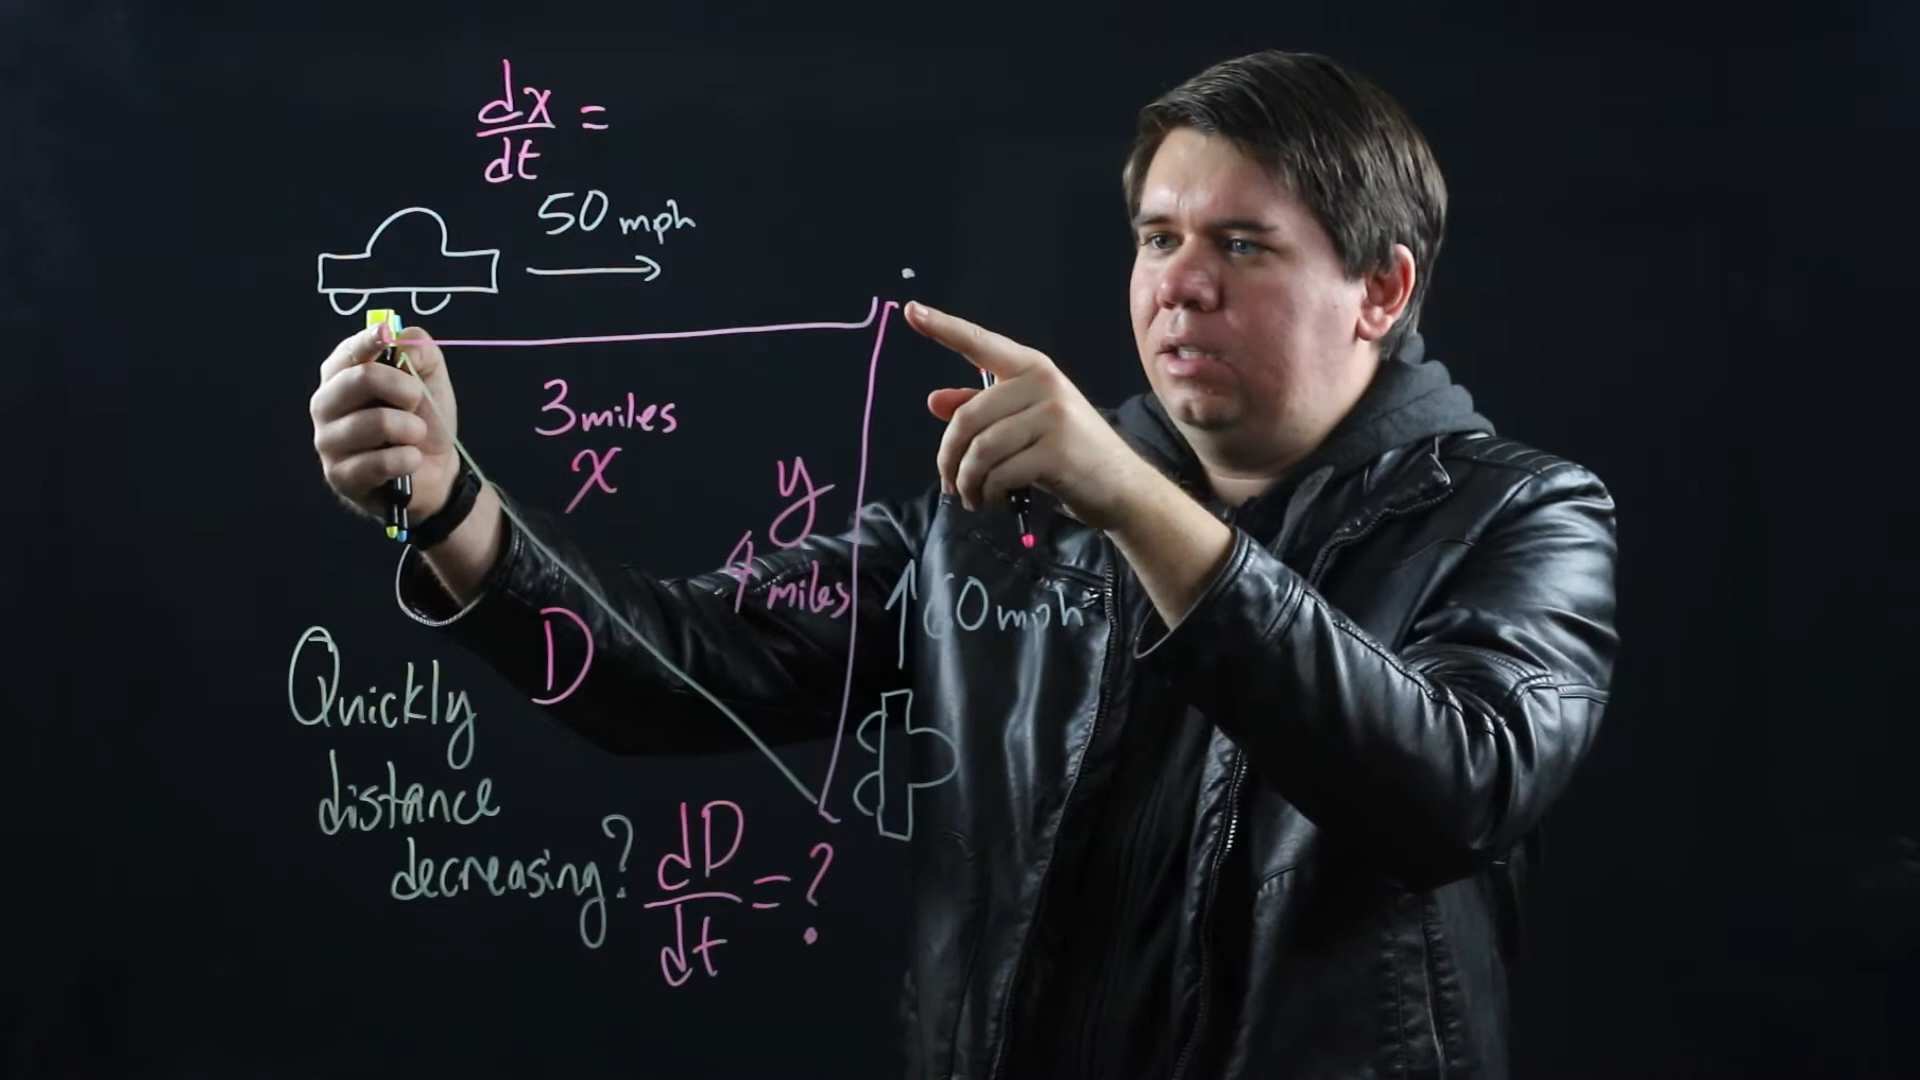 dx/dt =
50 mph
3 miles
x
y
4 miles
60 mph
D
Quickly
distance
decreasing?
dD/dt = ?